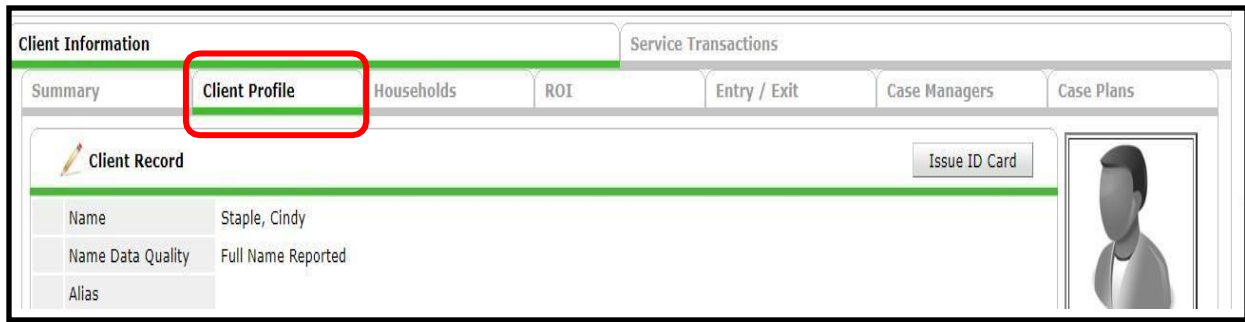 Client Information Service Transactions
Summary Client Profile Households ROI Entry / Exit Case Managers Case Plans
Client Record Issue ID Card
Name Staple, Cindy
Name Data Quality Full Name Reported
Alias